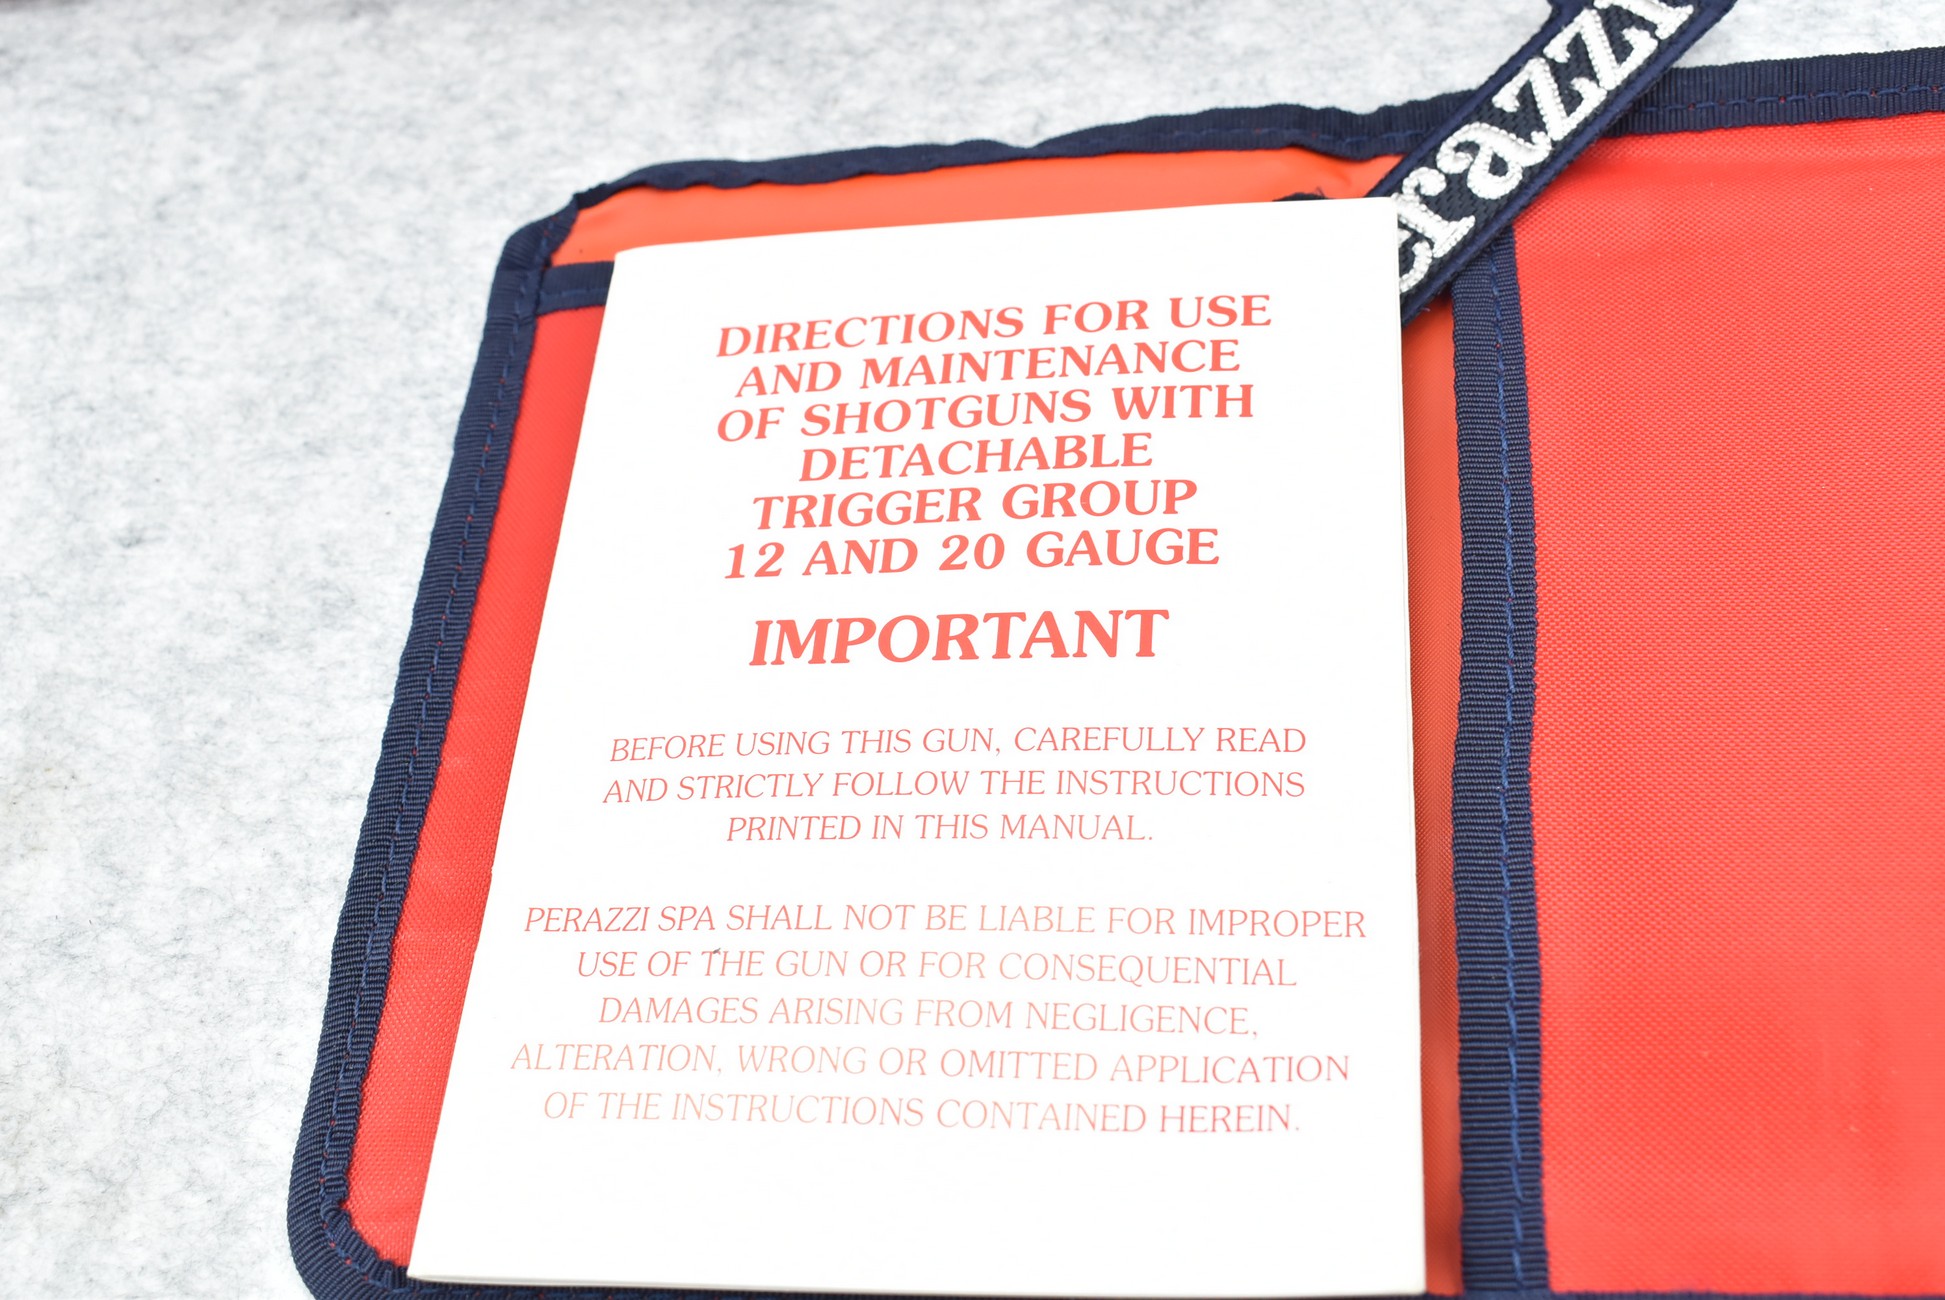 erazzi
DIRECTIONS FOR USE
AND MAINTENANCE
OF SHOTGUNS WITH
DETACHABLE
TRIGGER GROUP
12 AND 20 GAUGE
IMPORTANT
BEFORE USING THIS GUN, CAREFULLY READ
AND STRICTLY FOLLOW THE INSTRUCTIONS
PRINTED IN THIS MANUAL.
PERAZZI SPA SHALL NOT BE LIABLE FOR IMPROPER
USE OF THE GUN OR FOR CONSEQUENTIAL
DAMAGES ARISING FROM NEGLIGENCE,
ALTERATION, WRONG OR OMITTED APPLICATION
OF THE INSTRUCTIONS CONTAINED HEREIN.